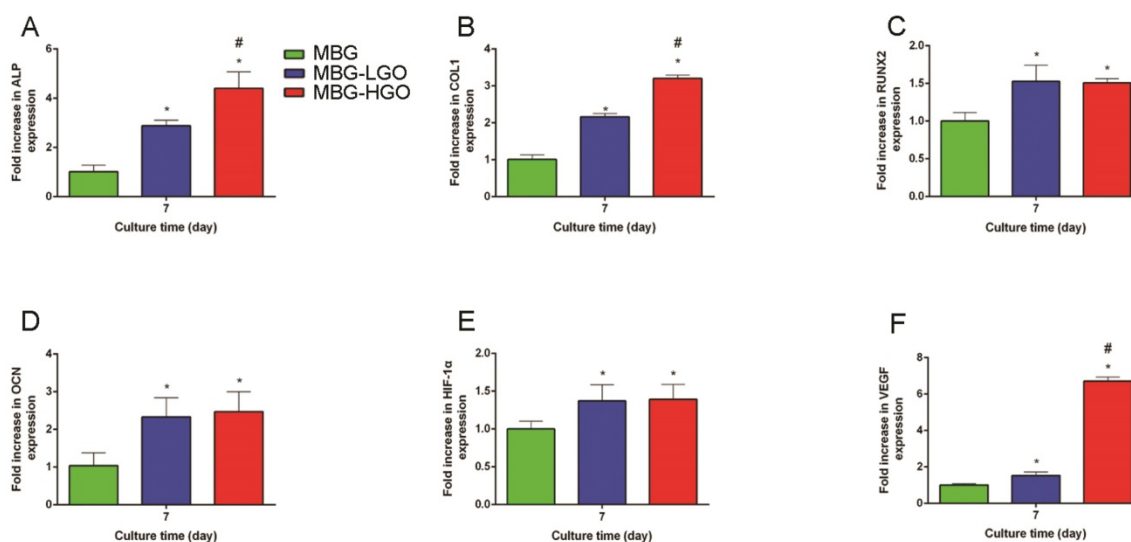 A
Fold increase in ALP
expression
6
4
2
0
#
*
*
7
Culture time (day)
MBG
MBG-LGO
MBG-HGO
B
Fold increase in COL1
expression
4
3
2
1
0
#
*
*
7
Culture time (day)
C
Fold increase in RUNX2
expression
2.0
1.5
1.0
0.5
0.0
*
*
7
Culture time (day)
D
Fold increase in OCN
expression
4
3
2
1
0
*
*
7
Culture time (day)
E
Fold increase in HIF-1α
expression
2.0
1.5
1.0
0.5
0.0
*
*
7
Culture time (day)
F
Fold increase in VEGF
expression
8
6
4
2
0
#
*
*
7
Culture time (day)